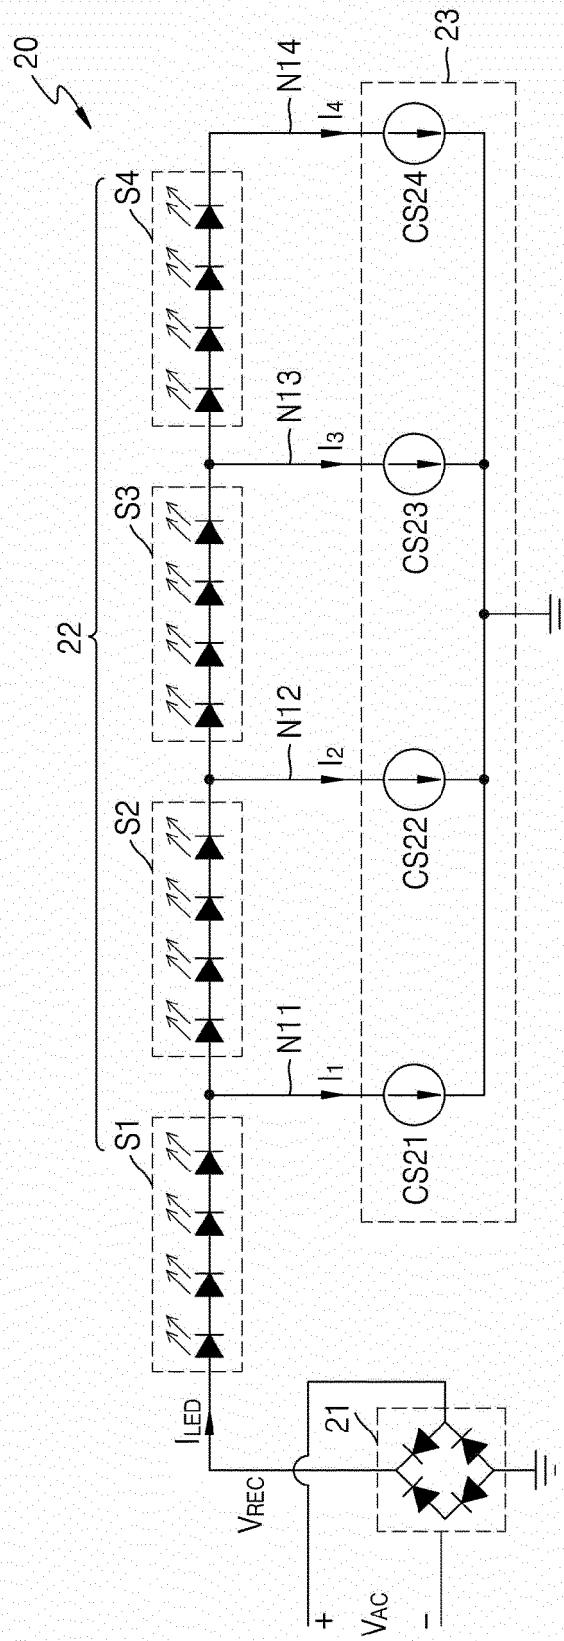 20
22
S1
S2
S3
S4
ILED
VREC
N11
N12
N13
N14
I1
I2
I3
I4
23
21
CS21
CS22
CS23
CS24
+
VAC
−